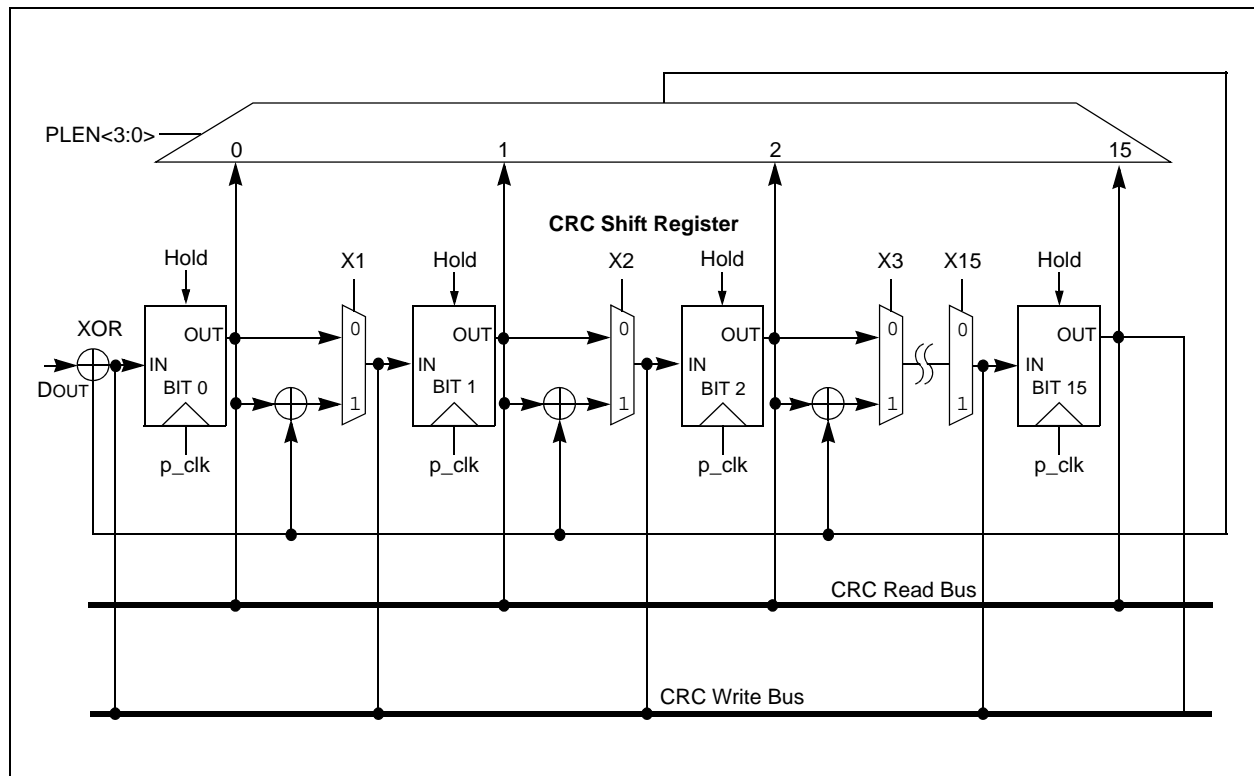 PLEN<3:0>
0 1 2 15
CRC Shift Register
Hold X1 Hold X2 Hold X3 X15 Hold
XOR
OUT 0 OUT 0 OUT 0 0 OUT
IN IN IN IN
DOUT BIT 0 1 BIT 1 1 BIT 2 1 1 BIT 15
p_clk p_clk p_clk p_clk
CRC Read Bus
CRC Write Bus